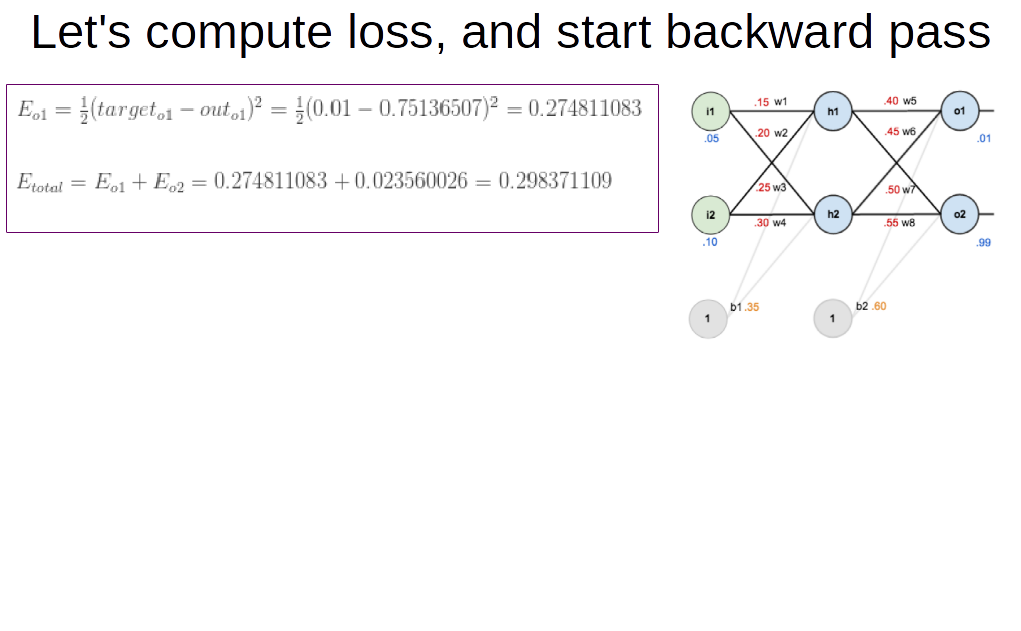 Let's compute loss, and start backward pass
E_{o1} = \frac{1}{2}(target_{o1} − out_{o1})^2 = \frac{1}{2}(0.01 − 0.75136507)^2 = 0.274811083
E_{total} = E_{o1} + E_{o2} = 0.274811083 + 0.023560026 = 0.298371109
i1 .15 w1 h1 .40 w5 o1
.05 .20 w2 .45 w6 .01
.25 w3 .50 w7
i2 .30 w4 h2 .55 w8 o2
.10 .99
b1 .35 b2 .60
1 1